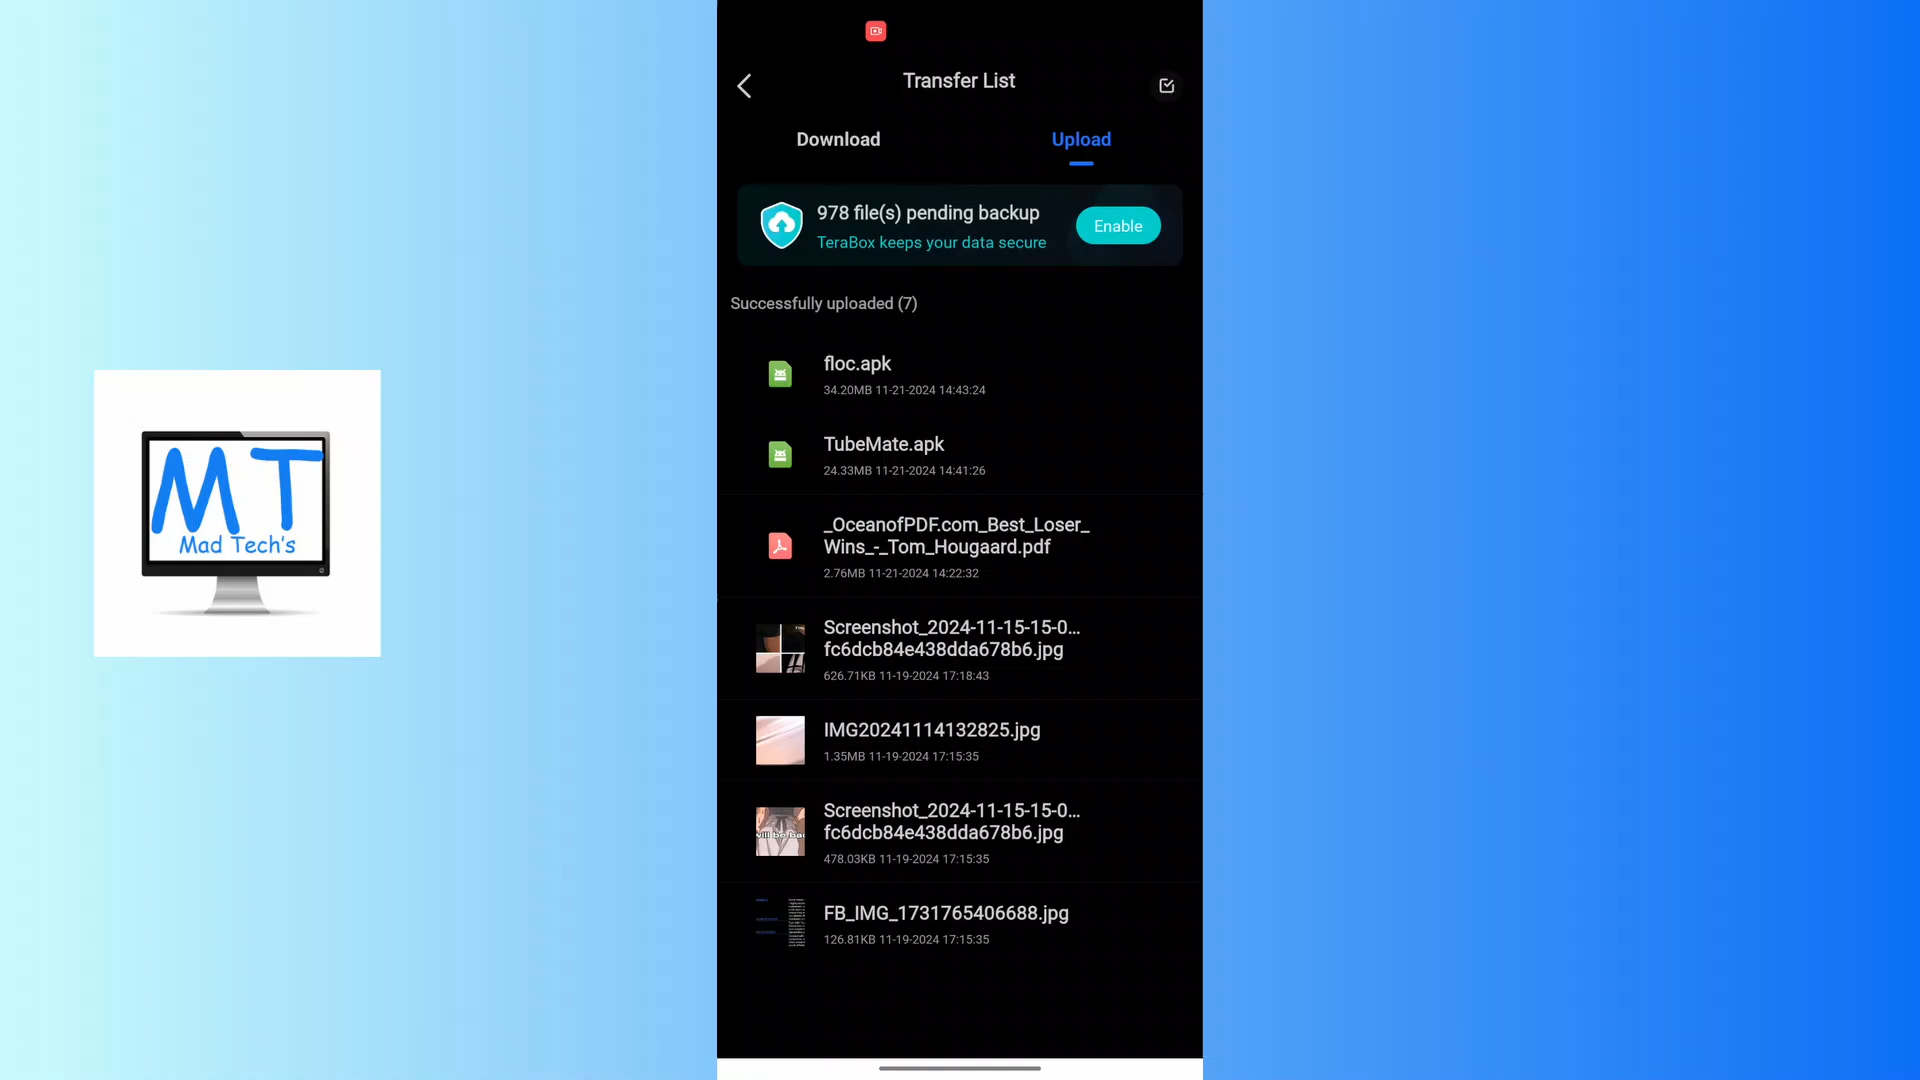 Transfer List
Download
Upload
978 file(s) pending backup
TeraBox keeps your data secure
Enable
Successfully uploaded (7)
floc.apk
34.20MB 11-21-2024 14:43:24
TubeMate.apk
24.33MB 11-21-2024 14:41:26
_OceanofPDF.com_Best_Loser_
Wins_-_Tom_Hougaard.pdf
2.76MB 11-21-2024 14:22:32
Screenshot_2024-11-15-15-0...
fc6dcb84e438dda678b6.jpg
626.71KB 11-19-2024 17:18:43
IMG20241114132825.jpg
1.35MB 11-19-2024 17:15:35
Screenshot_2024-11-15-15-0...
fc6dcb84e438dda678b6.jpg
478.03KB 11-19-2024 17:15:35
FB_IMG_1731765406688.jpg
126.81KB 11-19-2024 17:15:35
MT
Mad Tech's